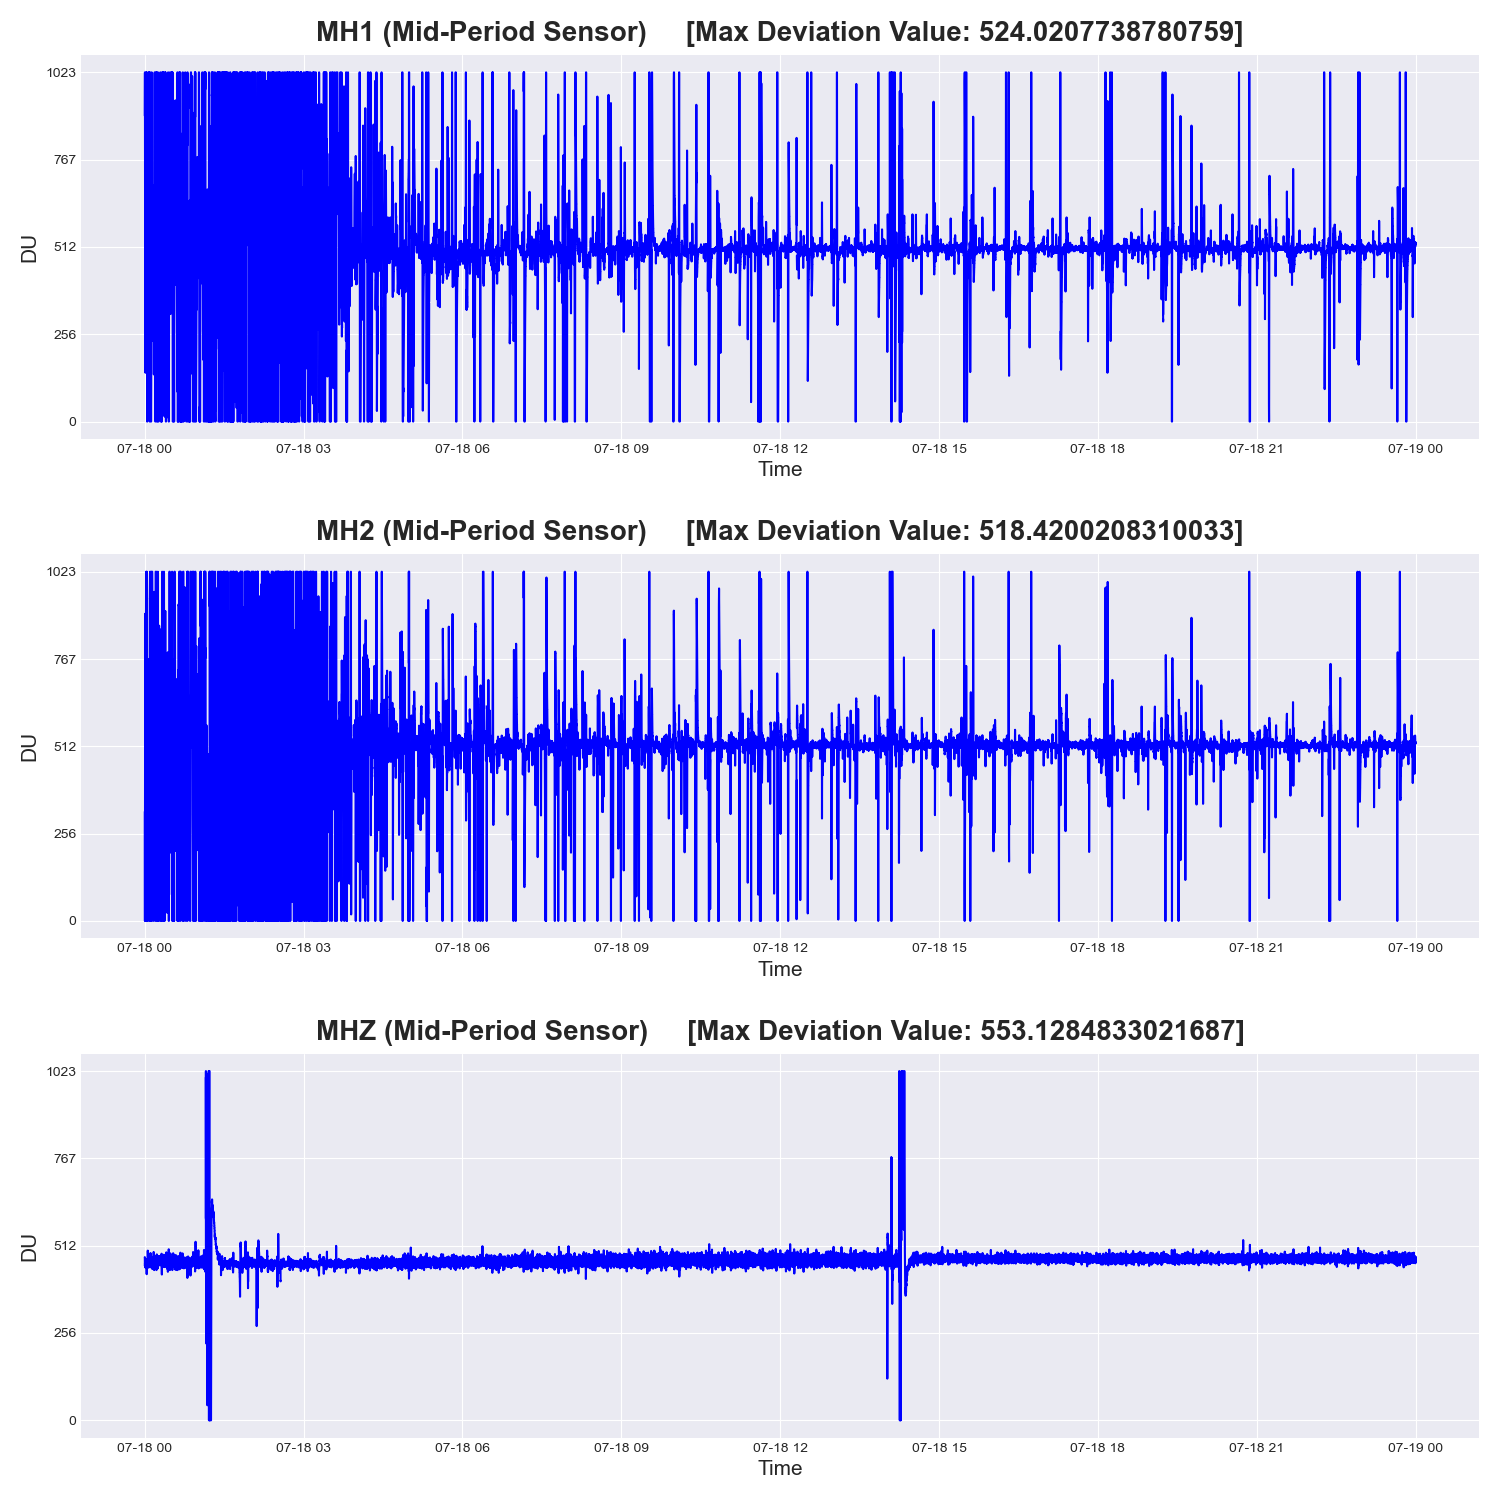 MH1 (Mid-Period Sensor) [Max Deviation Value: 524.0207738780759]
1023
767
512
256
0
DU
07-18 00 07-18 03 07-18 06 07-18 09 07-18 12 07-18 15 07-18 18 07-18 21 07-19 00
Time
MH2 (Mid-Period Sensor) [Max Deviation Value: 518.4200208310033]
1023
767
512
256
0
DU
07-18 00 07-18 03 07-18 06 07-18 09 07-18 12 07-18 15 07-18 18 07-18 21 07-19 00
Time
MHZ (Mid-Period Sensor) [Max Deviation Value: 553.1284833021687]
1023
767
512
256
0
DU
07-18 00 07-18 03 07-18 06 07-18 09 07-18 12 07-18 15 07-18 18 07-18 21 07-19 00
Time